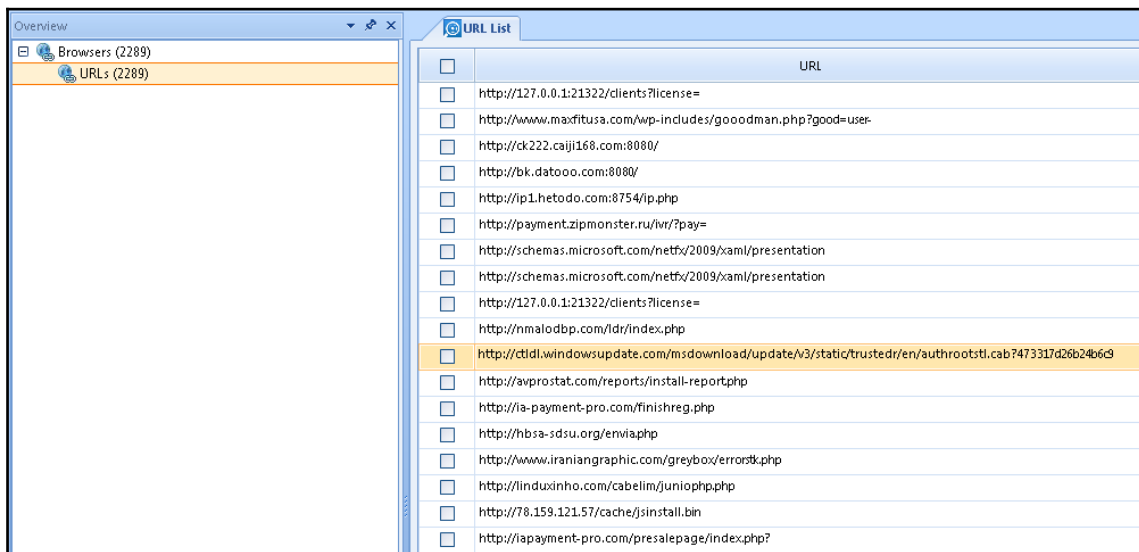 Overview
Browsers (2289)
URLs (2289)
URL List
URL
http://127.0.0.1:21322/clients?license=
http://www.maxfitusa.com/wp-includes/gooodman.php?good=user-
http://ck222.caiji168.com:8080/
http://bk.datooo.com:8080/
http://ip1.hetodo.com:8754/ip.php
http://payment.zipmonster.ru/ivr/?pay=
http://schemas.microsoft.com/netfx/2009/xaml/presentation
http://schemas.microsoft.com/netfx/2009/xaml/presentation
http://127.0.0.1:21322/clients?license=
http://nmalodbp.com/ldr/index.php
http://ctldl.windowsupdate.com/msdownload/update/v3/static/trustedr/en/authrootstl.cab?473317d26b24b6c9
http://avprostat.com/reports/install-report.php
http://ia-payment-pro.com/finishreg.php
http://hbsa-sdsu.org/envia.php
http://www.iraniangraphic.com/greybox/errorstk.php
http://linduxinho.com/cabelim/juniophp.php
http://78.159.121.57/cache/jsinstall.bin
http://iapayment-pro.com/presalepage/index.php?